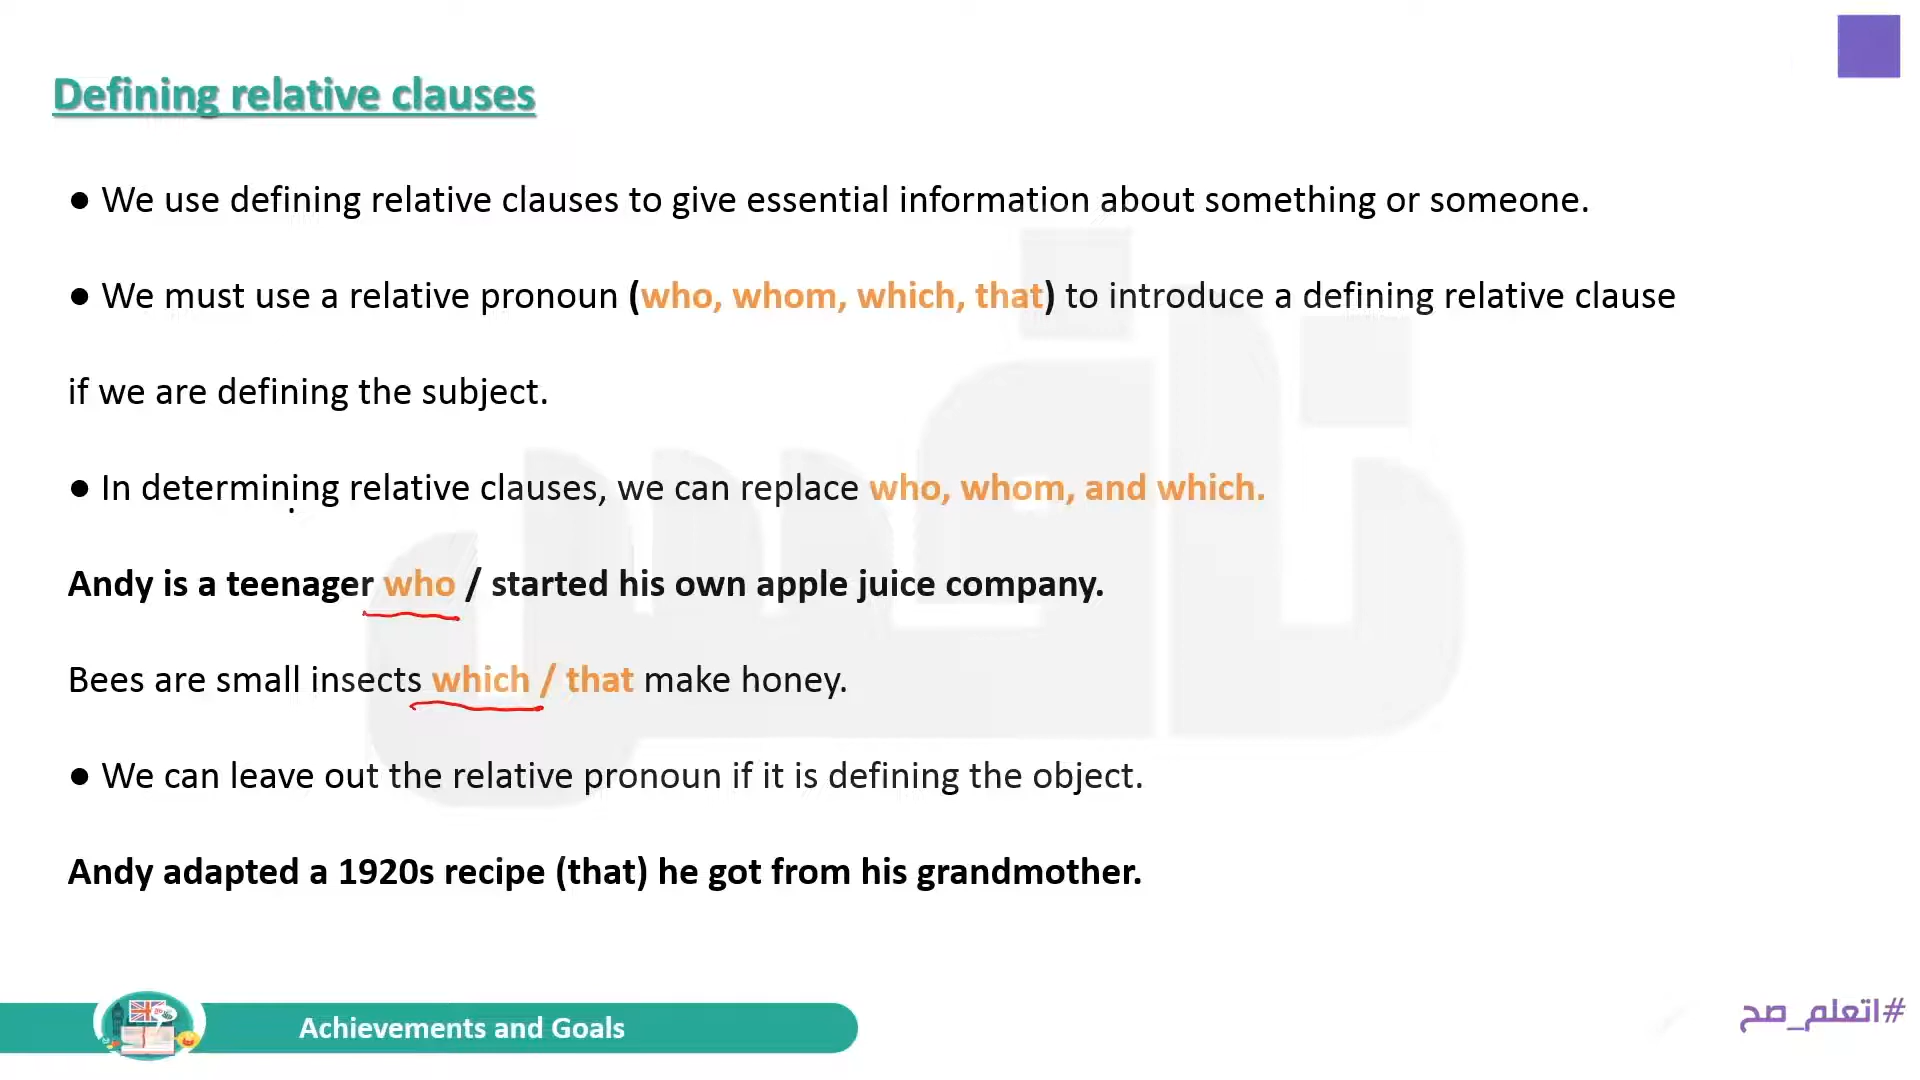 Defining relative clauses
● We use defining relative clauses to give essential information about something or someone.
● We must use a relative pronoun (who, whom, which, that) to introduce a defining relative clause
if we are defining the subject.
● In determining relative clauses, we can replace who, whom, and which.
Andy is a teenager who / started his own apple juice company.
Bees are small insects which / that make honey.
● We can leave out the relative pronoun if it is defining the object.
Andy adapted a 1920s recipe (that) he got from his grandmother.
Achievements and Goals
#اتعلم_صح